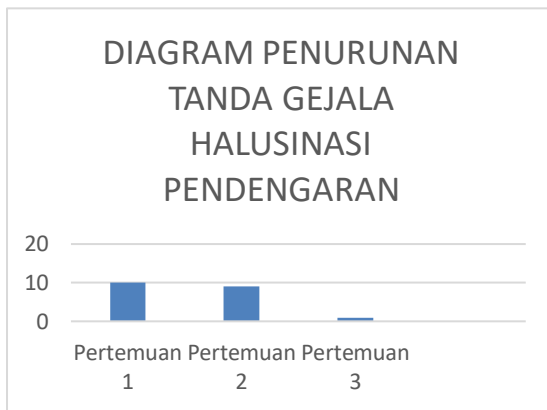 DIAGRAM PENURUNAN
TANDA GEJALA
HALUSINASI
PENDENGARAN
20
10
0
Pertemuan Pertemuan Pertemuan
1 2 3